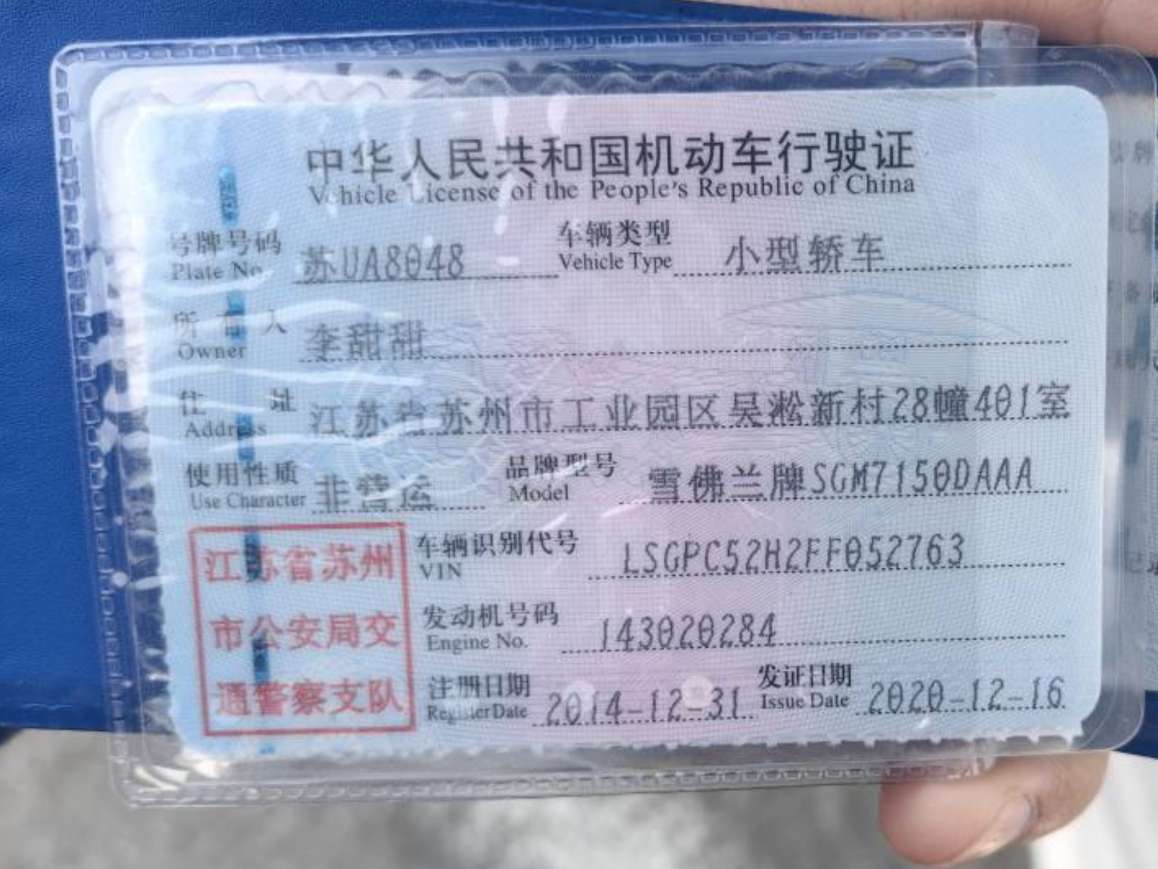 中华人民共和国机动车行驶证
Vehicle License of the People's Republic of China
号牌号码 苏UA8048 车辆类型 小型轿车
Plate No. Vehicle Type
所有人 李甜甜
Owner
住址 江苏省苏州市工业园区吴淞新村28幢401室
Address
使用性质 非营运 品牌型号 雪佛兰牌SGM7150DAAA
Use Character Model
江苏省苏州
市公安局交
通警察支队
车辆识别代号 LSGPC52H2FF052763
VIN
发动机号码 143020284
Engine No.
注册日期 2014-12-31 发证日期 2020-12-16
Register Date Issue Date